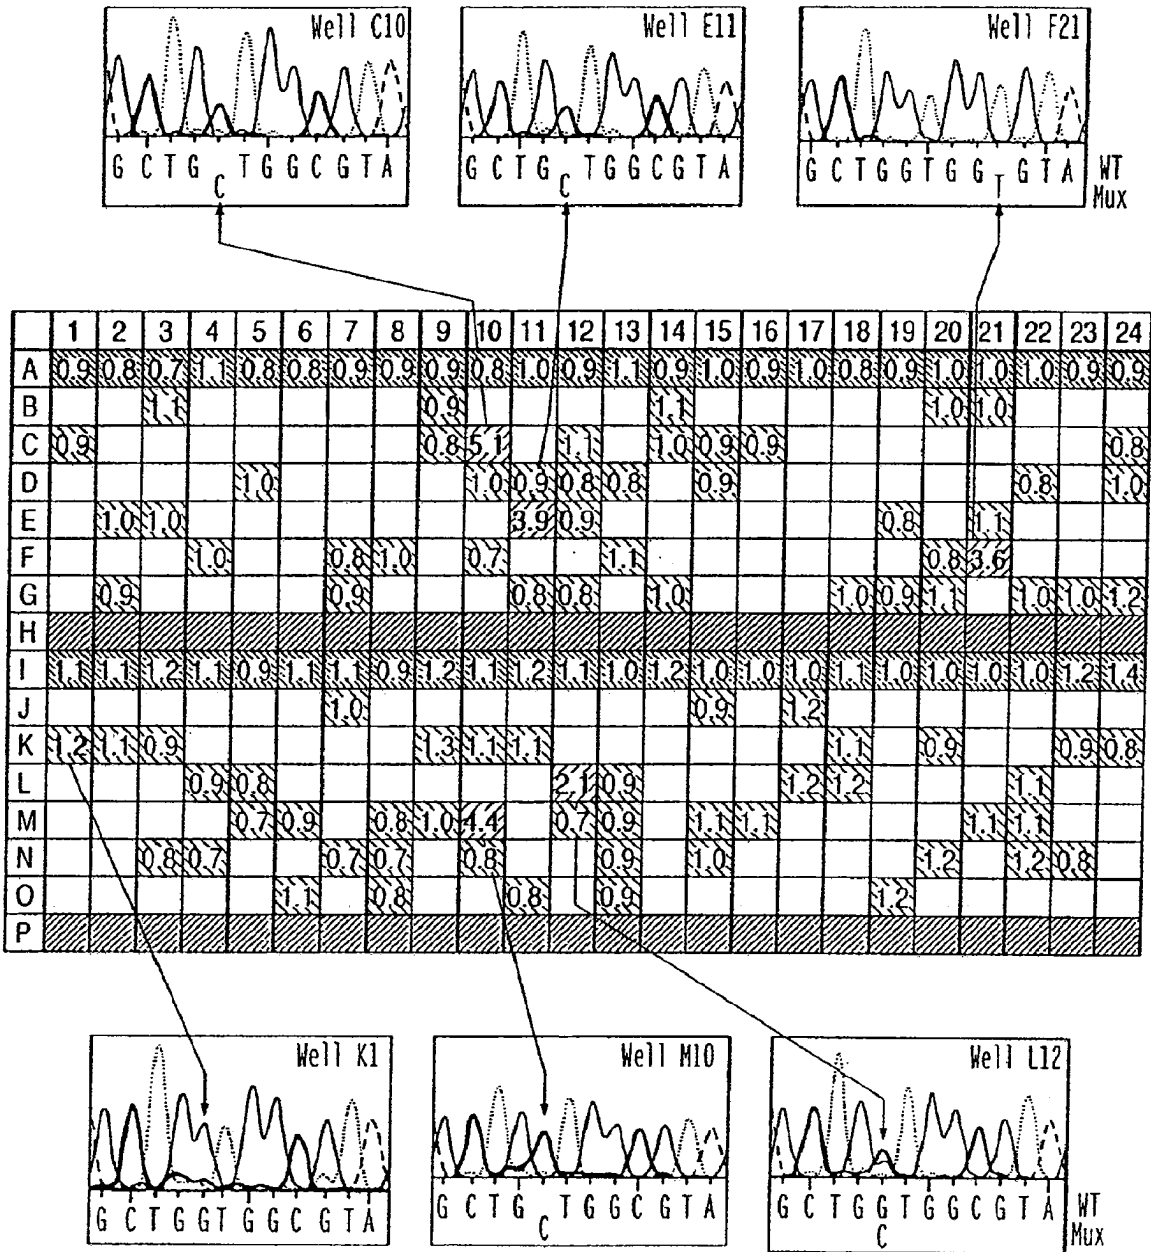 Well C10
G C T G C T G G C G T A
Well E11
G C T G C T G G C G T A
Well F21
G C T G G T G G T G T A
WT
Mux
1 2 3 4 5 6 7 8 9 10 11 12 13 14 15 16 17 18 19 20 21 22 23 24
A 0.9 0.8 0.7 1.1 0.8 0.8 0.9 0.9 0.9 0.8 1.0 0.9 1.1 0.9 1.0 0.9 1.0 0.8 0.9 1.0 1.0 1.0 0.9 0.9
B 1.1 0.9 1.1 1.0 1.0
C 0.9 0.8 5.1 1.1 1.0 0.9 0.9 0.8
D 1.0 1.0 0.9 0.8 0.8 0.9 0.8 1.0
E 1.0 1.0 3.9 0.9 0.8 1.1
F 1.0 0.8 1.0 0.7 1.1 0.8 3.6
G 0.9 0.9 0.8 0.8 1.0 1.0 0.9 1.1 1.0 1.0 1.2
H
I 1.1 1.1 1.2 1.1 0.9 1.1 1.1 0.9 1.2 1.1 1.2 1.1 1.0 1.2 1.0 1.0 1.0 1.1 1.0 1.0 1.0 1.0 1.2 1.4
J 1.0 0.9 1.2
K 1.2 1.1 0.9 1.3 1.1 1.1 1.1 0.9 0.9 0.8
L 0.9 0.8 2.1 0.9 1.2 1.2 1.1
M 0.7 0.9 0.8 1.0 4.4 0.7 0.9 1.1 1.1 1.1 1.1
N 0.8 0.7 0.7 0.7 0.8 0.9 1.0 1.2 1.2 0.8
O 1.1 0.8 0.8 0.9 1.2
P
Well K1
G C T G G T G G C G T A
Well M10
G C T G C T G G C G T A
Well L12
G C T G G T G G C G T A
C
WT
Mux